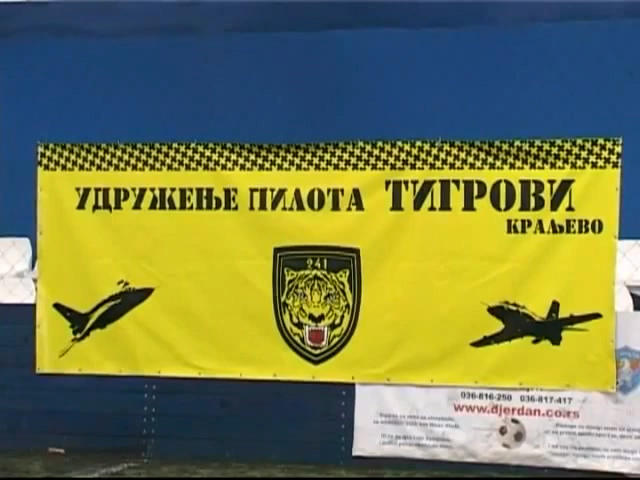 УДРУЖЕЊЕ ПИЛОТА ТИГРОВИ
КРАЉЕВО
241
036-816-250 036-817-417
www.djerdan.co.rs